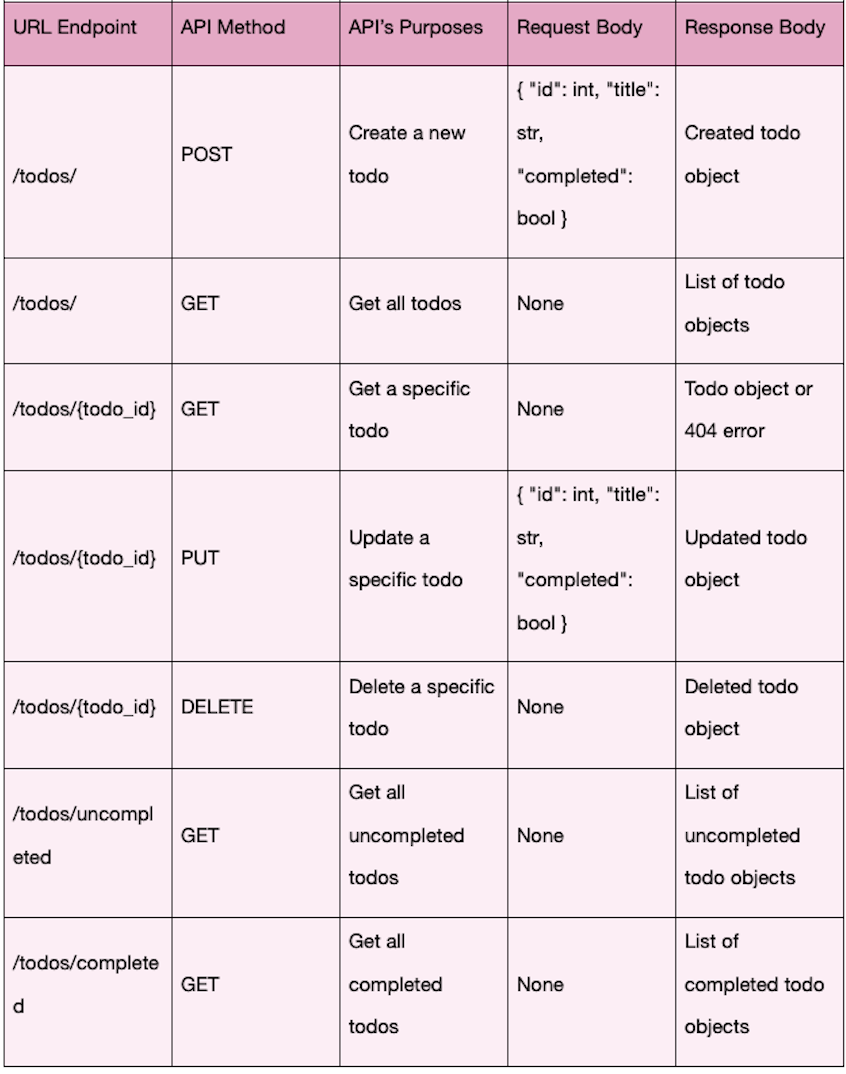 URL Endpoint API Method API's Purposes Request Body Response Body
/todos/ POST Create a new todo { "id": int, "title": str, "completed": bool } Created todo object
/todos/ GET Get all todos None List of todo objects
/todos/{todo_id} GET Get a specific todo None Todo object or 404 error
/todos/{todo_id} PUT Update a specific todo { "id": int, "title": str, "completed": bool } Updated todo object
/todos/{todo_id} DELETE Delete a specific todo None Deleted todo object
/todos/uncompleted GET Get all uncompleted todos None List of uncompleted todo objects
/todos/completed GET Get all completed todos None List of completed todo objects